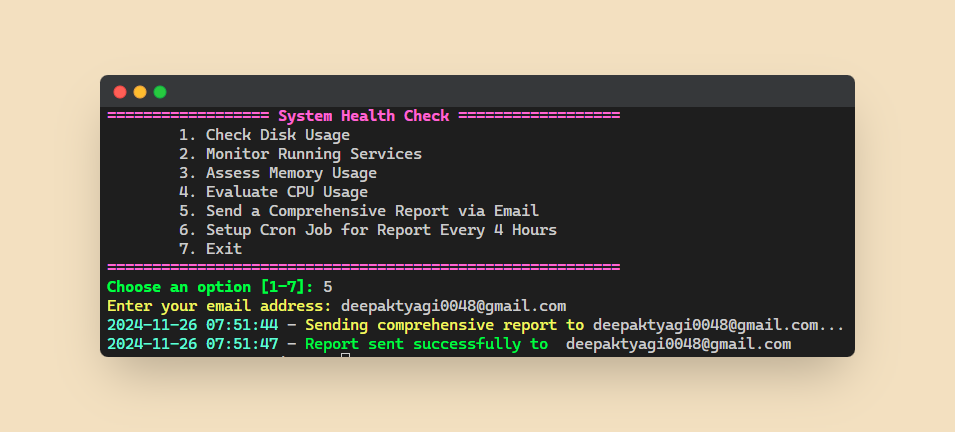 ================== System Health Check ==================
1. Check Disk Usage
2. Monitor Running Services
3. Assess Memory Usage
4. Evaluate CPU Usage
5. Send a Comprehensive Report via Email
6. Setup Cron Job for Report Every 4 Hours
7. Exit
=========================================================
Choose an option [1-7]: 5
Enter your email address: deepaktyagi0048@gmail.com
2024-11-26 07:51:44 - Sending comprehensive report to deepaktyagi0048@gmail.com...
2024-11-26 07:51:47 - Report sent successfully to  deepaktyagi0048@gmail.com